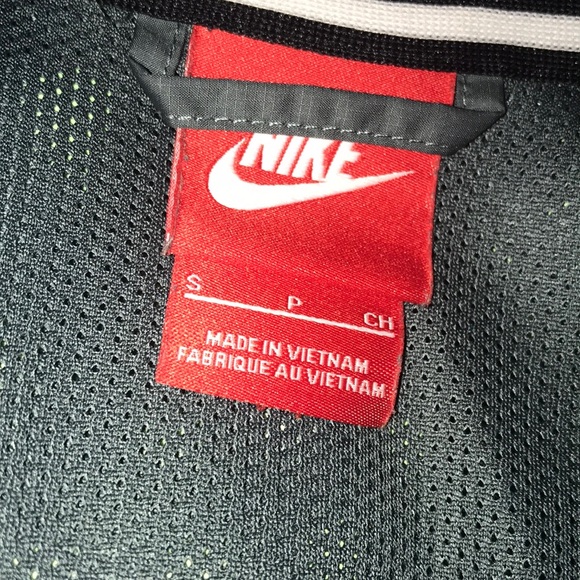 NIKE
S P CH
MADE IN VIETNAM
FABRIQUE AU VIETNAM